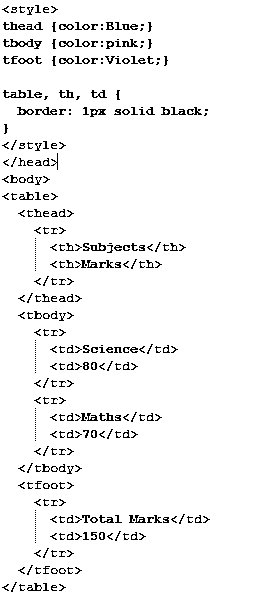 <style>
thead {color:Blue;}
tbody {color:pink;}
tfoot {color:Violet;}

table, th, td {
  border: 1px solid black;
}
</style>
</head>
<body>
<table>
  <thead>
    <tr>
      <th>Subjects</th>
      <th>Marks</th>
    </tr>
  </thead>
  <tbody>
    <tr>
      <td>Science</td>
      <td>80</td>
    </tr>
    <tr>
      <td>Maths</td>
      <td>70</td>
    </tr>
  </tbody>
  <tfoot>
    <tr>
      <td>Total Marks</td>
      <td>150</td>
    </tr>
  </tfoot>
</table>